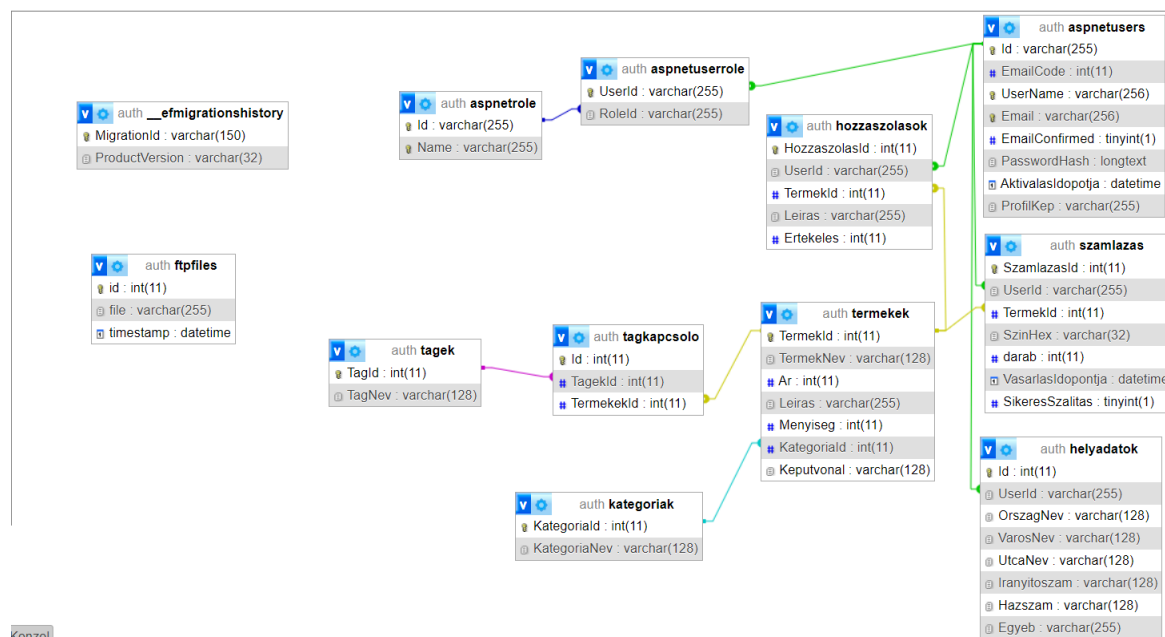 auth __efmigrationshistory
MigrationId : varchar(150)
ProductVersion : varchar(32)
auth ftpfiles
id : int(11)
file : varchar(255)
timestamp : datetime
auth aspnetrole
Id : varchar(255)
Name : varchar(255)
auth aspnetuserrole
UserId : varchar(255)
RoleId : varchar(255)
auth aspnetusers
Id : varchar(255)
EmailCode : int(11)
UserName : varchar(256)
Email : varchar(256)
EmailConfirmed : tinyint(1)
PasswordHash : longtext
AktivalasIdopotja : datetime
ProfilKep : varchar(255)
auth hozzaszolasok
HozzaszolasId : int(11)
UserId : varchar(255)
TermekId : int(11)
Leiras : varchar(255)
Ertekeles : int(11)
auth szamlazas
SzamlazasId : int(11)
UserId : varchar(255)
TermekId : int(11)
SzinHex : varchar(32)
darab : int(11)
VasarlasIdopontja : datetime
SikeresSzalitas : tinyint(1)
auth tagek
TagId : int(11)
TagNev : varchar(128)
auth tagkapcsolo
Id : int(11)
TagekId : int(11)
TermekekId : int(11)
auth termekek
TermekId : int(11)
TermekNev : varchar(128)
Ar : int(11)
Leiras : varchar(255)
Menyiseg : int(11)
KategoriaId : int(11)
Keputvonal : varchar(128)
auth kategoriak
KategoriaId : int(11)
KategoriaNev : varchar(128)
auth helyadatok
Id : int(11)
UserId : varchar(255)
OrszagNev : varchar(128)
VarosNev : varchar(128)
UtcaNev : varchar(128)
Iranyitoszam : varchar(128)
Hazszam : varchar(128)
Egyeb : varchar(255)
Konzol